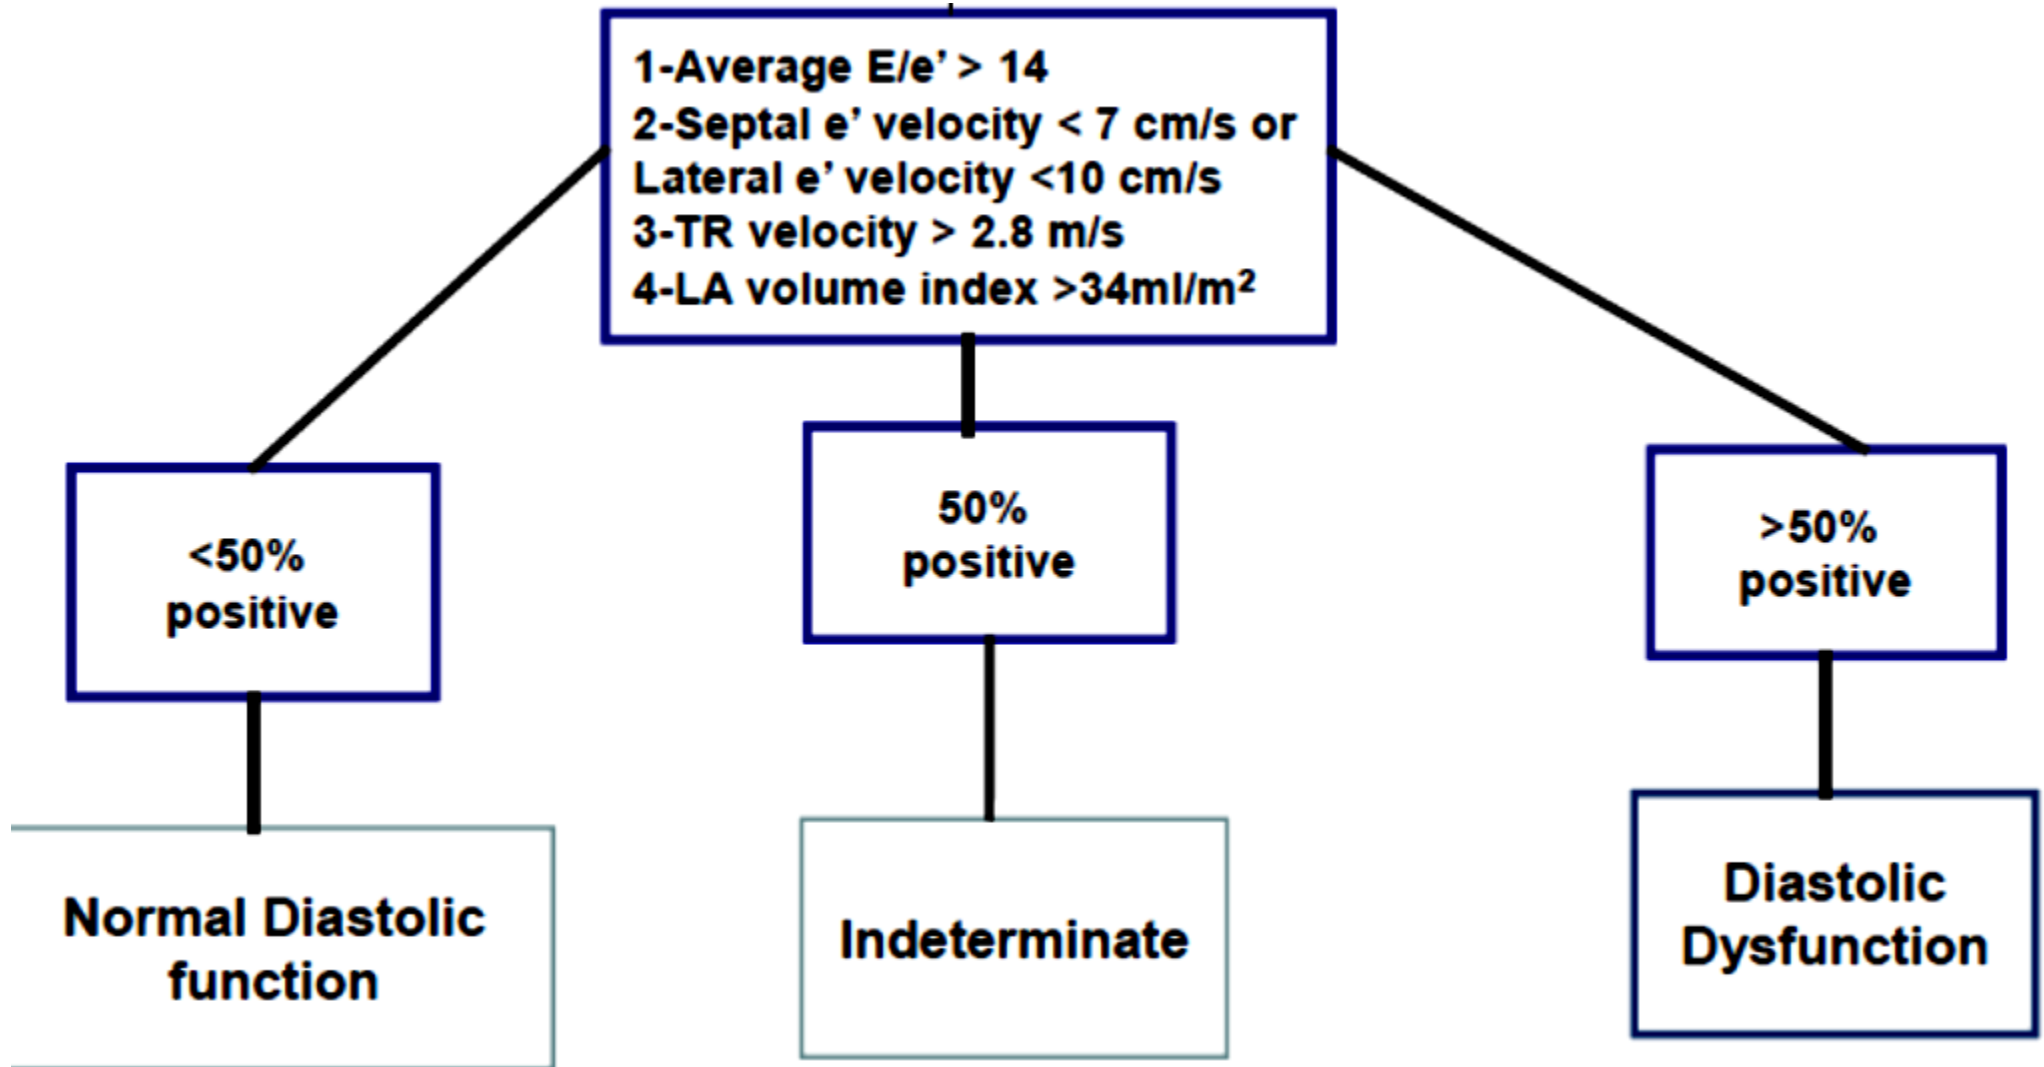 1-Average E/e’ > 14
2-Septal e’ velocity < 7 cm/s or
Lateral e’ velocity <10 cm/s
3-TR velocity > 2.8 m/s
4-LA volume index >34ml/m²
<50%
positive
50%
positive
>50%
positive
Normal Diastolic
function
Indeterminate
Diastolic
Dysfunction